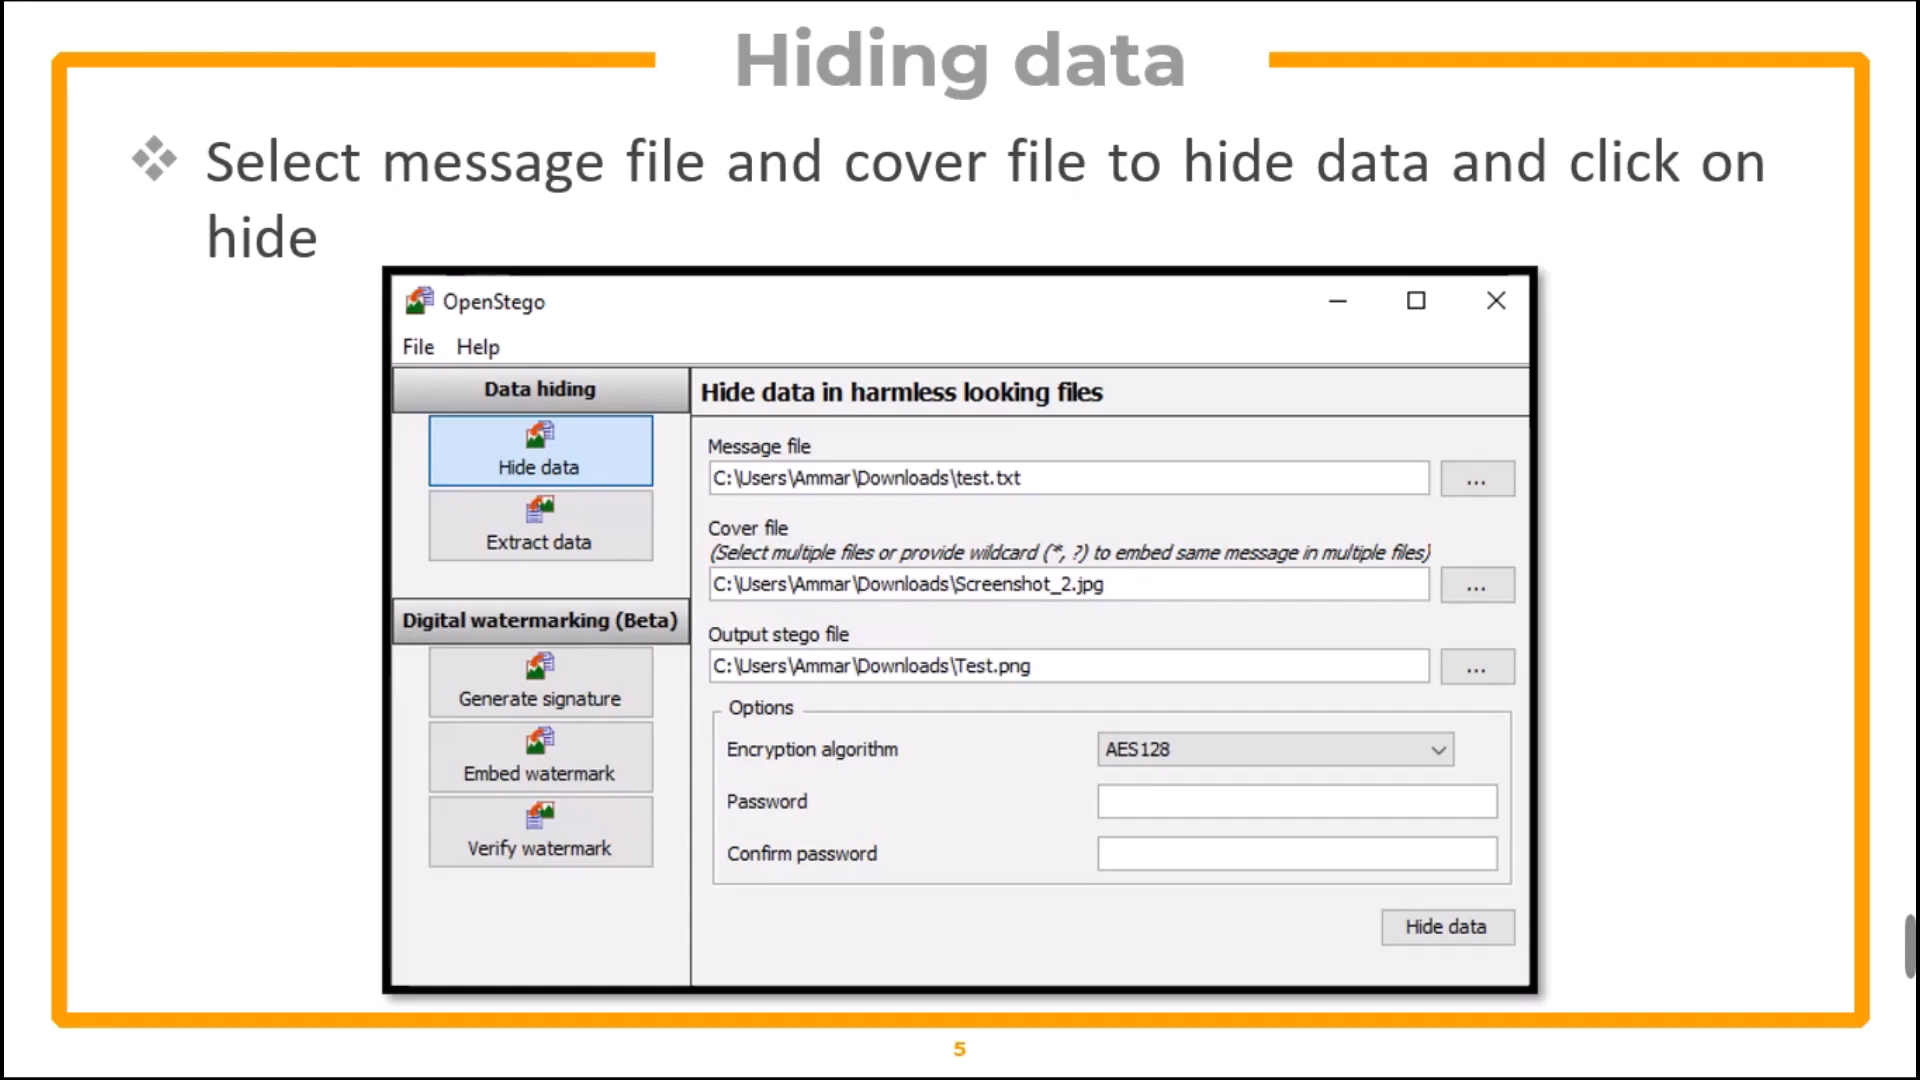 Hiding data
Select message file and cover file to hide data and click on
hide
OpenStego
File Help
Data hiding
Hide data
Extract data
Digital watermarking (Beta)
Generate signature
Embed watermark
Verify watermark
Hide data in harmless looking files
Message file
C:\Users\Ammar\Downloads\test.txt
...
Cover file
(Select multiple files or provide wildcard (*, ?) to embed same message in multiple files)
C:\Users\Ammar\Downloads\Screenshot_2.jpg
...
Output stego file
C:\Users\Ammar\Downloads\Test.png
...
Options
Encryption algorithm AES128
Password
Confirm password
Hide data
5